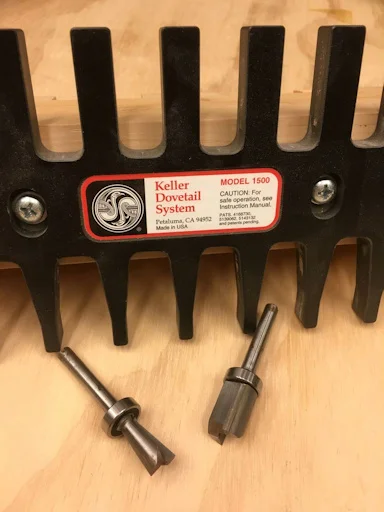 Keller
Dovetail
System
Petaluma, CA 94952
Made in USA
MODEL 1500
CAUTION: For
safe operation, see
Instruction Manual.
and patents pending.